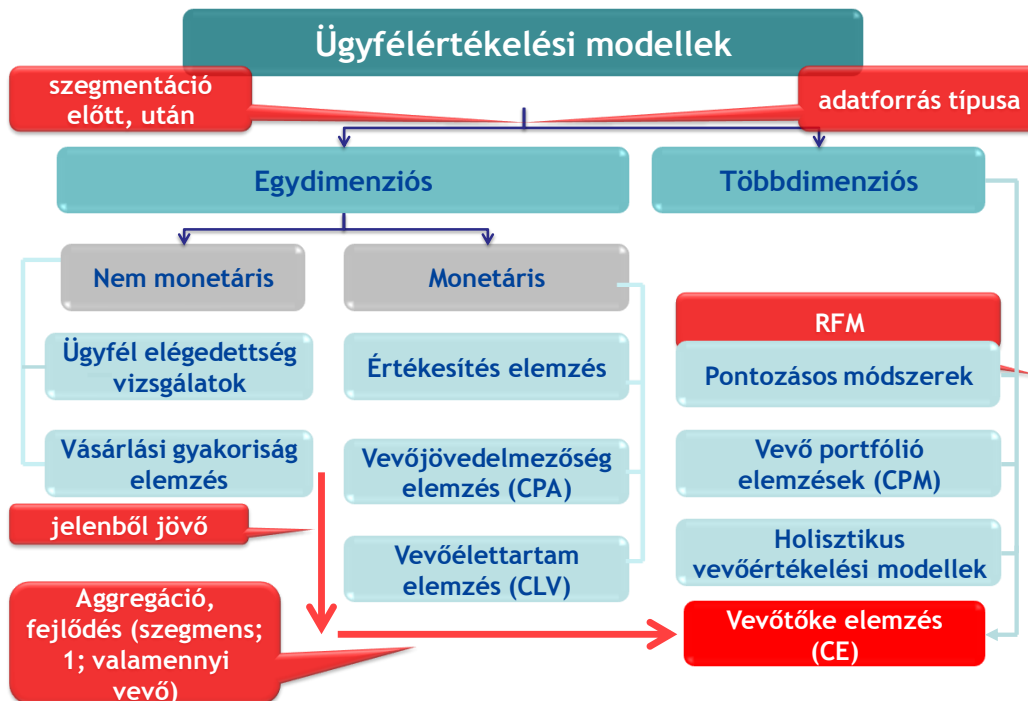 Ügyfélértékelési modellek
szegmentáció
előtt, után
adatforrás típusa
Egydimenziós
Többdimenziós
Nem monetáris
Monetáris
RFM
Ügyfél elégedettség
vizsgálatok
Értékesítés elemzés
Pontozásos módszerek
Vásárlási gyakoriság
elemzés
Vevőjövedelmezőség
elemzés (CPA)
Vevő portfólió
elemzések (CPM)
jelenből jövő
Vevőélettartam
elemzés (CLV)
Holisztikus
vevőértékelési modellek
Aggregáció,
fejlődés (szegmens;
1; valamennyi
vevő)
Vevőtőke elemzés
(CE)